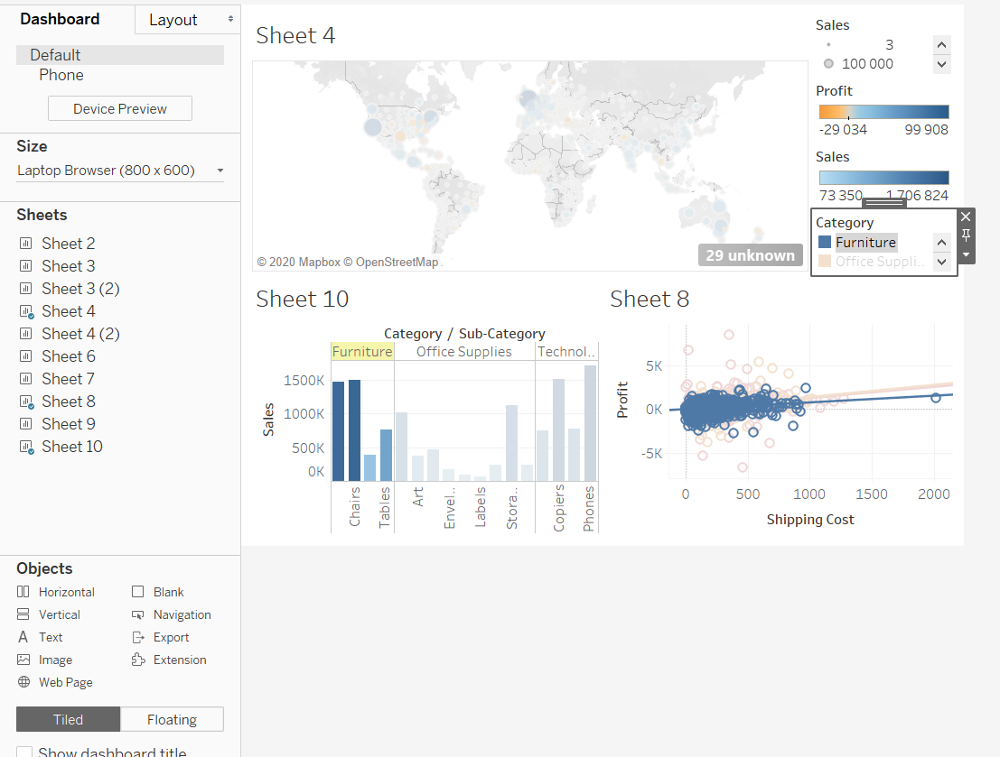 Dashboard
Layout
Default
Phone
Device Preview
Size
Laptop Browser (800 x 600)
Sheets
Sheet 2
Sheet 3
Sheet 3 (2)
Sheet 4
Sheet 4 (2)
Sheet 6
Sheet 7
Sheet 8
Sheet 9
Sheet 10
Objects
Horizontal
Blank
Vertical
Navigation
A Text
Export
Image
Extension
Web Page
Tiled
Floating
Show dashboard title
Sheet 4
© 2020 Mapbox © OpenStreetMap
29 unknown
Sales
3
100 000
Profit
-29 034 99 908
Sales
73 350 1 706 824
Category
Furniture
Office Suppli..
Sheet 10
Category / Sub-Category
Furniture Office Supplies Technol..
Sales
1500K
1000K
500K
0K
Chairs
Tables
Art
Envel..
Labels
Stora..
Copiers
Phones
Sheet 8
Profit
5K
0K
-5K
0 500 1000 1500 2000
Shipping Cost